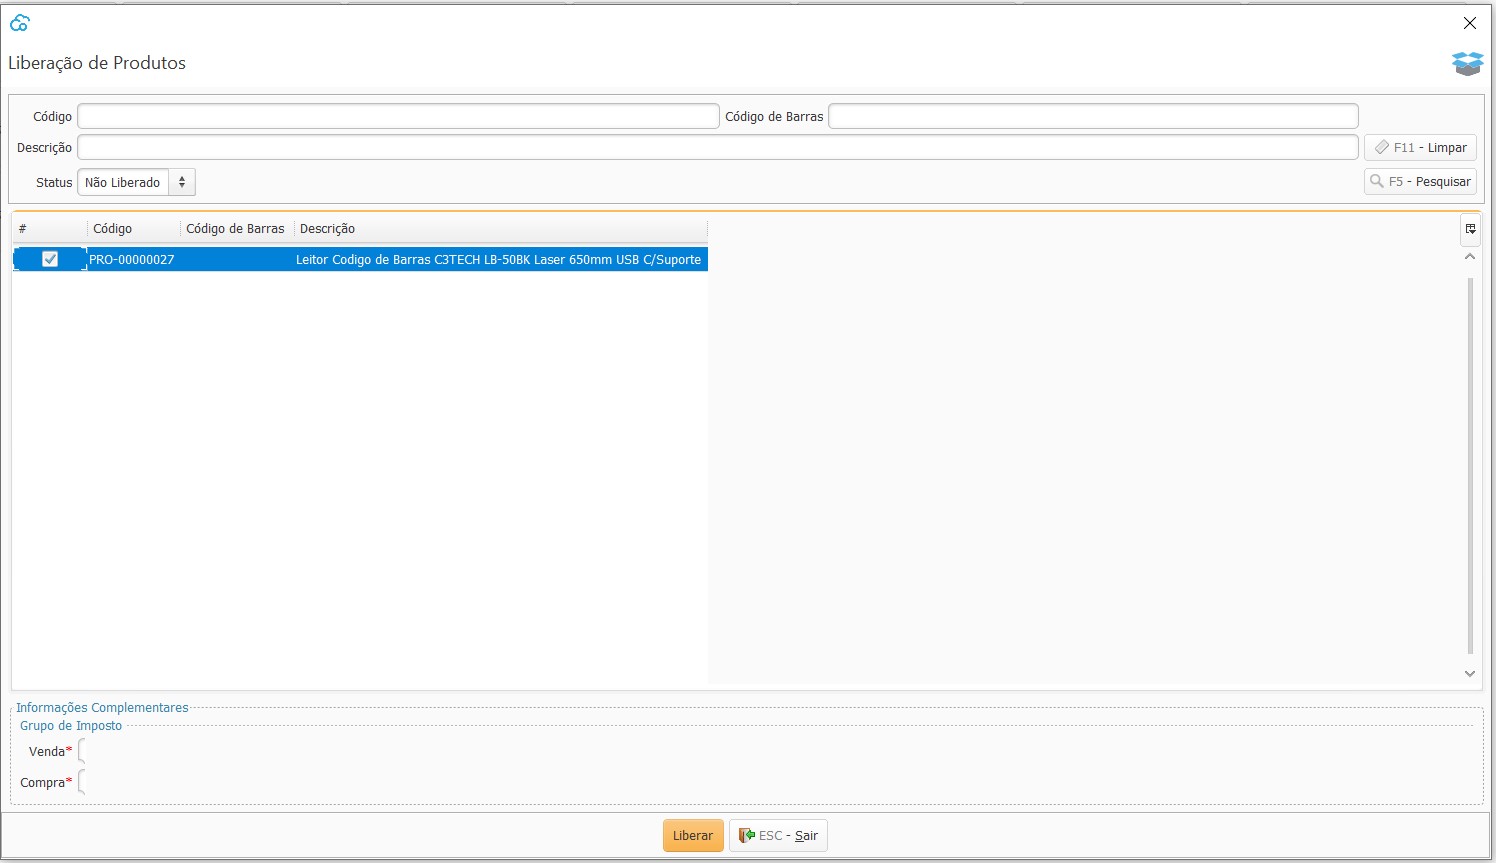 Liberação de Produtos
Código Código de Barras
Descrição F11 - Limpar
Status Não Liberado F5 - Pesquisar
# Código Código de Barras Descrição
PRO-00000027 Leitor Codigo de Barras C3TECH LB-50BK Laser 650mm USB C/Suporte
Informações Complementares
Grupo de Imposto
Venda*
Compra*
Liberar ESC - Sair